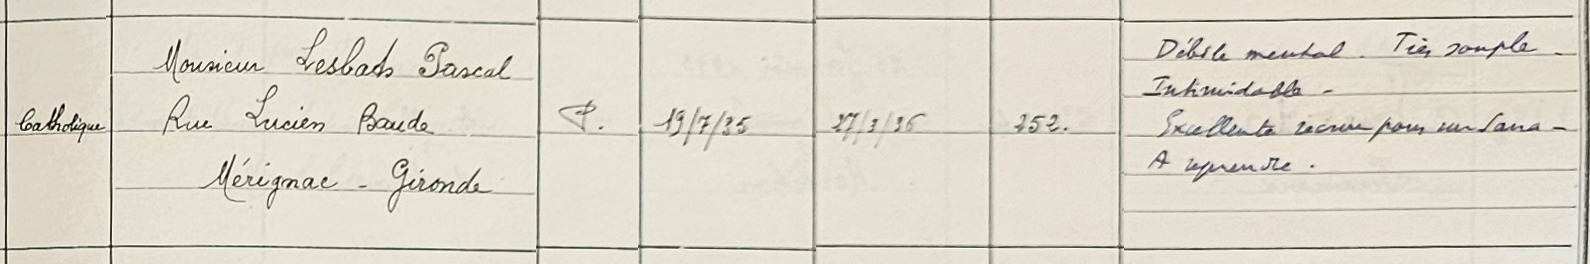 Catholique
Monsieur Lesbats Pascal
Rue Lucien Baude
Mérignac - Gironde
P.
19/7/35
27/3/36
252.
Débile mental. Très souple -
Intimidable -
Excellente recrue pour un Sana -
A reprendre.